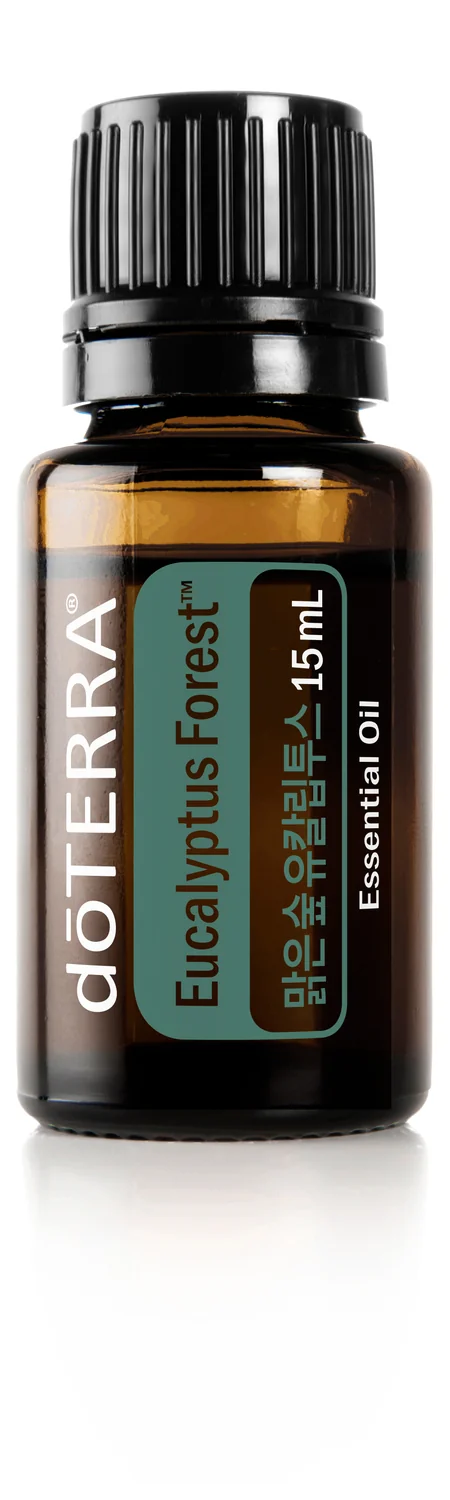 dōTERRA®
Eucalyptus Forest™
맑은숲 유칼립투스 15 mL
Essential Oil